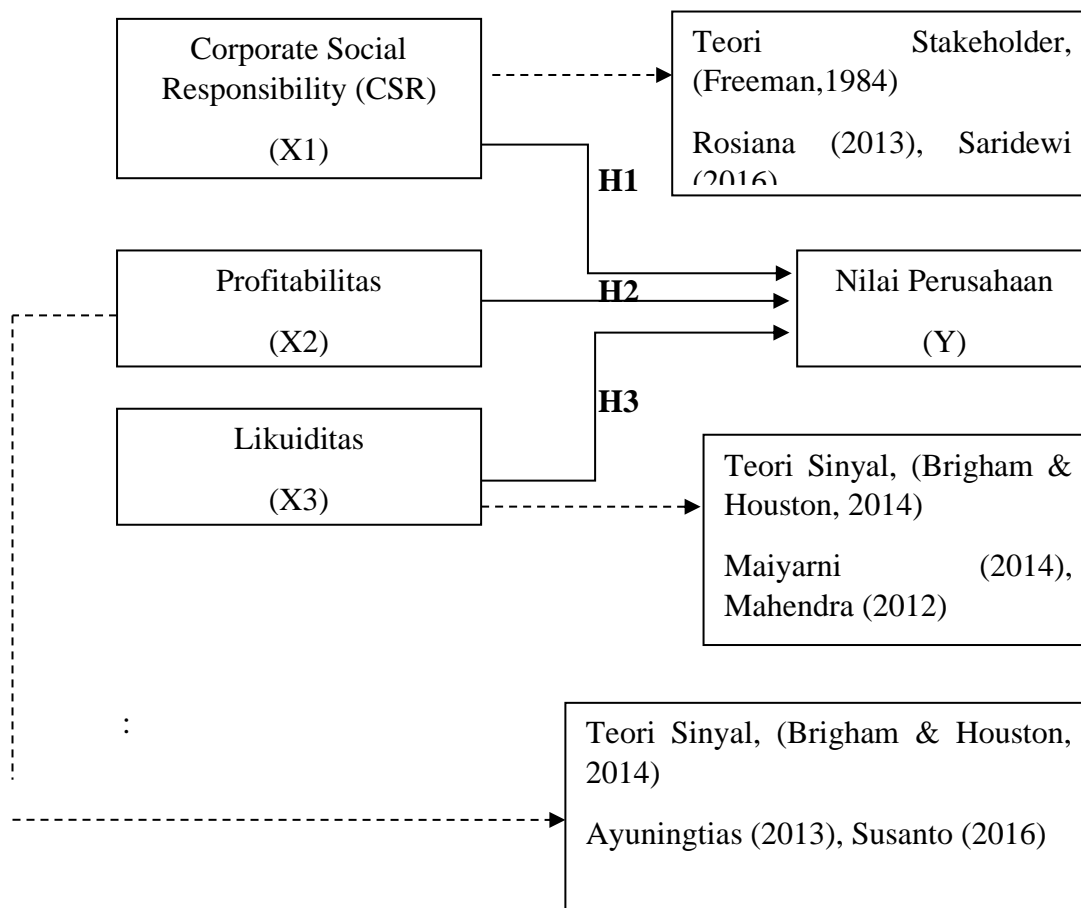 Corporate Social
Responsibility (CSR)
(X1)
Teori Stakeholder,
(Freeman,1984)
Rosiana (2013), Saridewi
(2016)
H1
Profitabilitas
(X2)
H2
Nilai Perusahaan
(Y)
Likuiditas
(X3)
H3
Teori Sinyal, (Brigham &
Houston, 2014)
Maiyarni (2014),
Mahendra (2012)
:
Teori Sinyal, (Brigham & Houston,
2014)
Ayuningtias (2013), Susanto (2016)